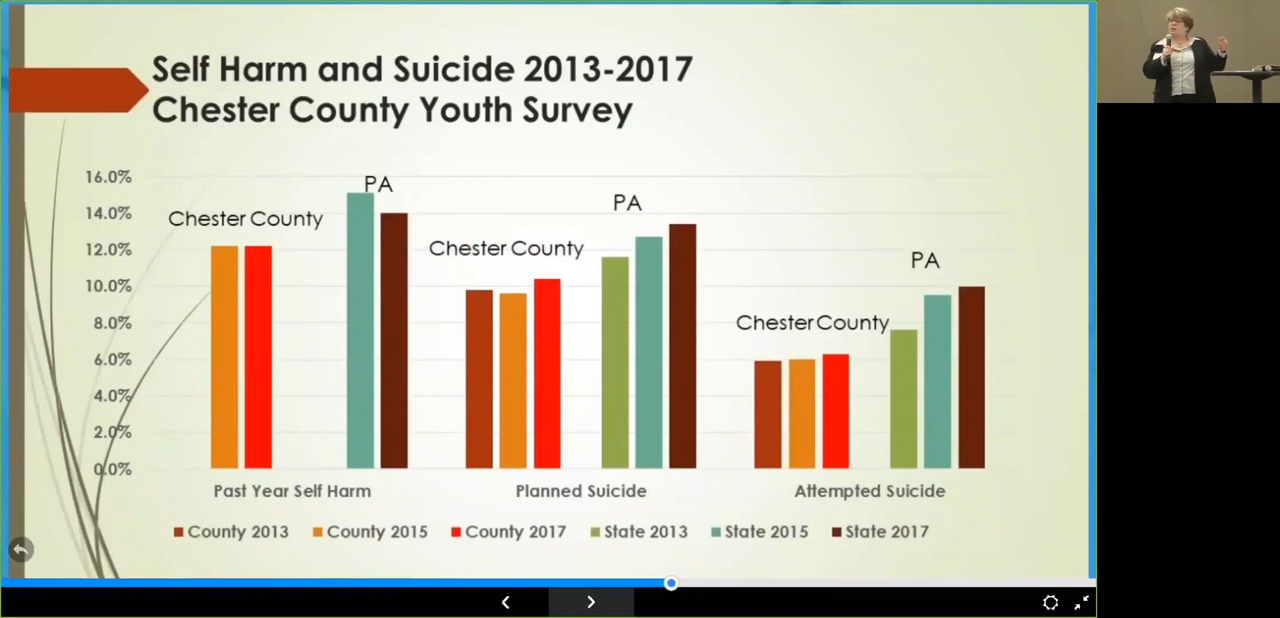 Self Harm and Suicide 2013-2017
Chester County Youth Survey
16.0%
14.0%
12.0%
10.0%
8.0%
6.0%
4.0%
2.0%
0.0%
Chester County
PA
Chester County
PA
Chester County
PA
Past Year Self Harm
Planned Suicide
Attempted Suicide
County 2013
County 2015
County 2017
State 2013
State 2015
State 2017